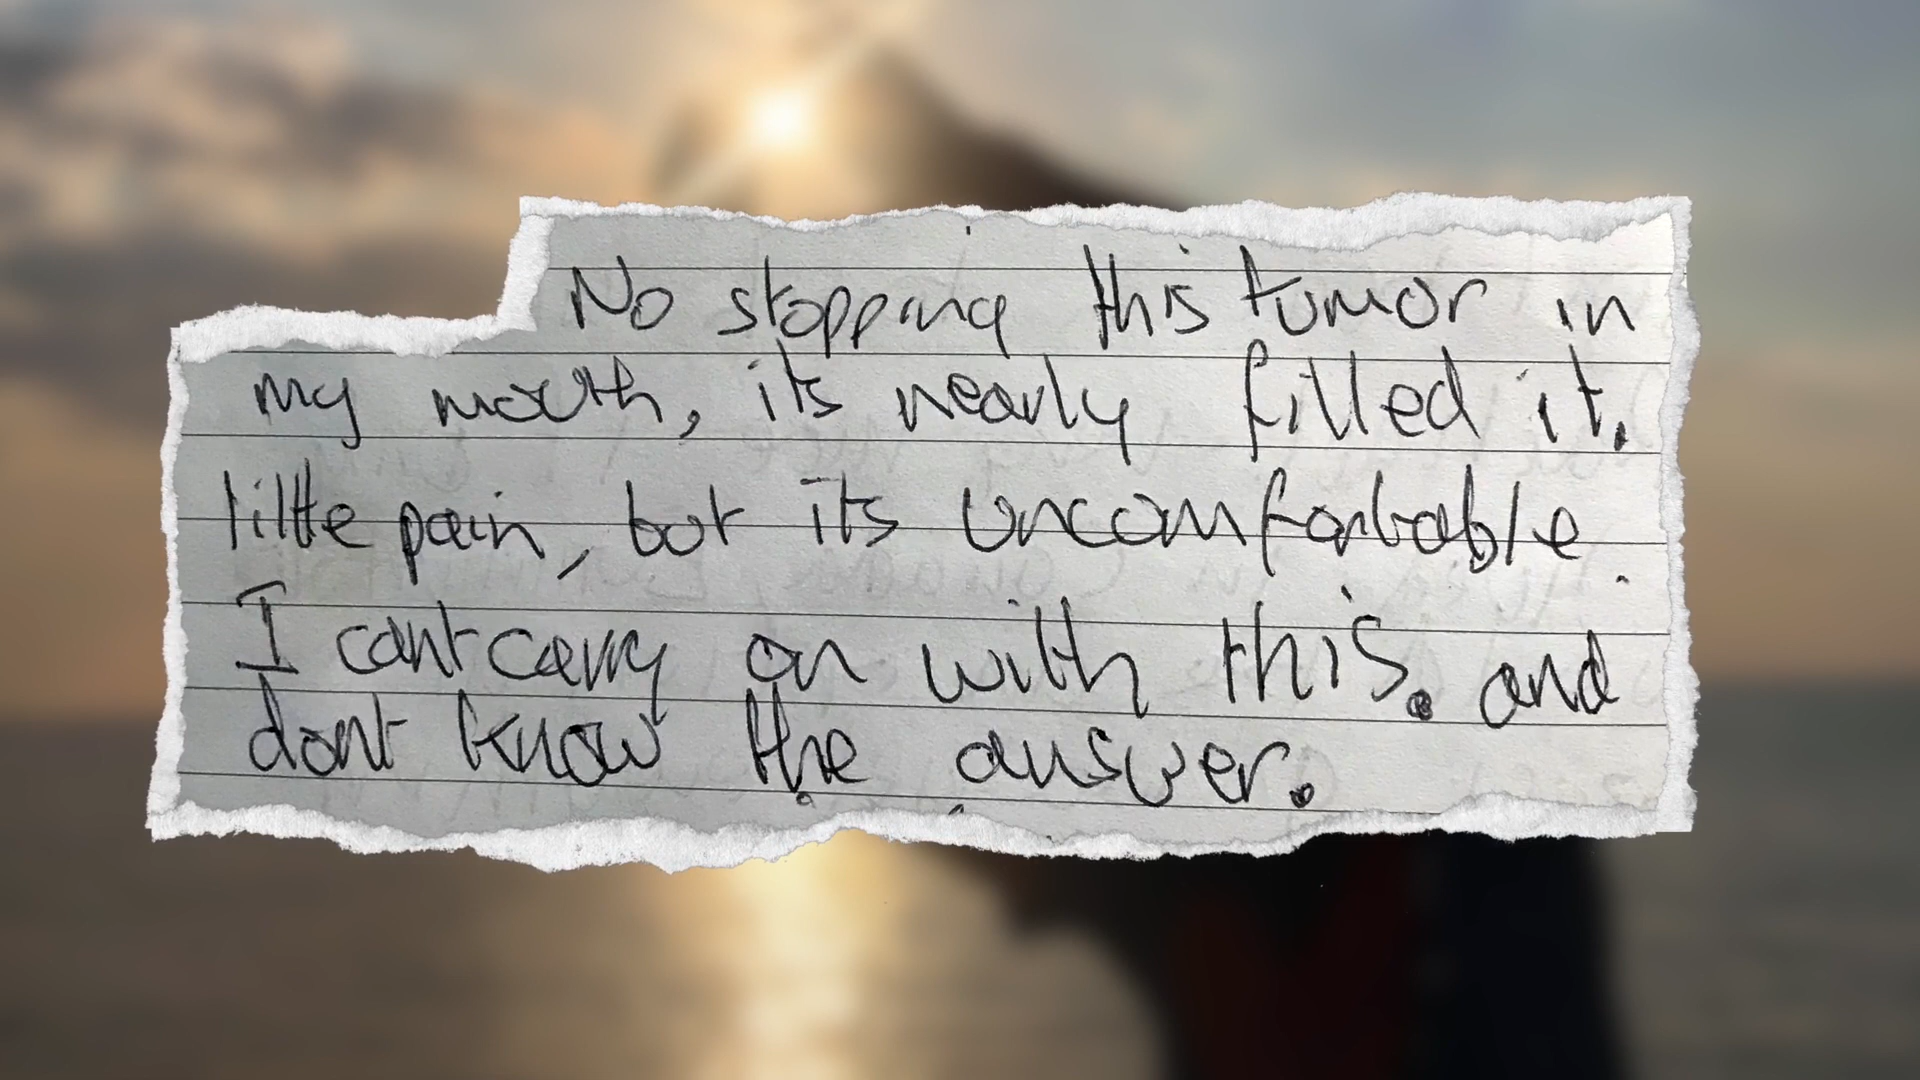 No stopping this tumor in
my mouth, its nearly filled it.
little pain, but its uncomfortable.
I cant carry on with this. and
dont know the answer.